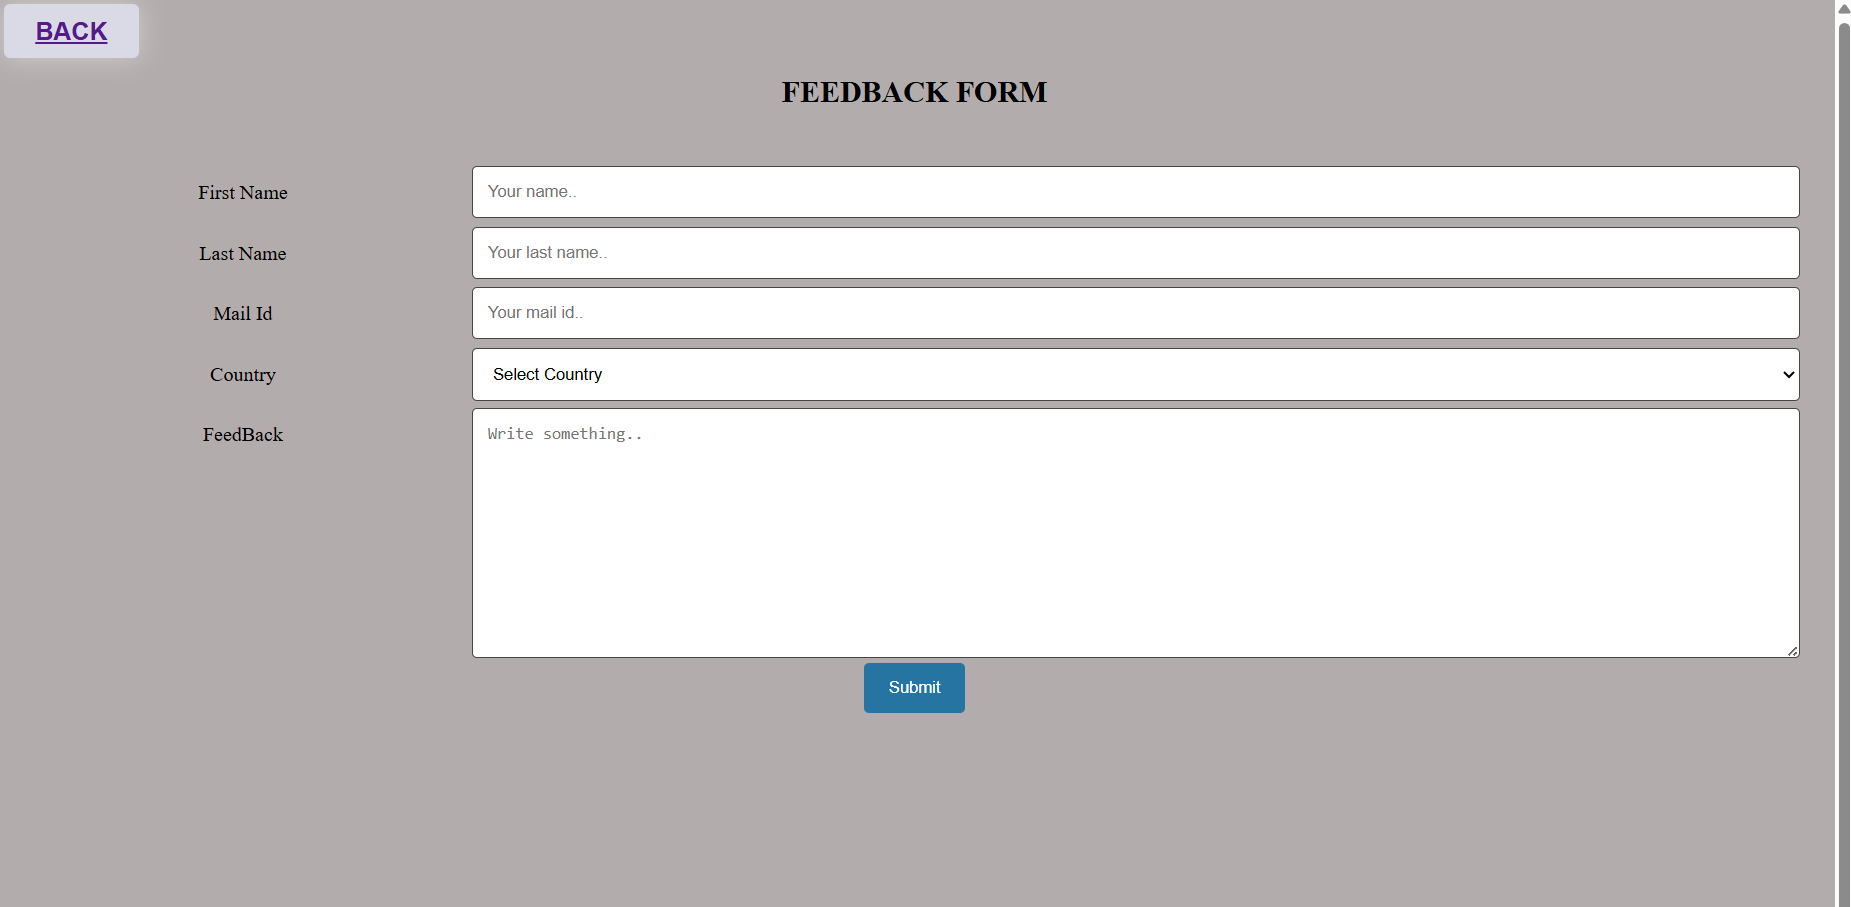 BACK
FEEDBACK FORM
First Name
Your name..
Last Name
Your last name..
Mail Id
Your mail id..
Country
Select Country
FeedBack
Write something..
Submit